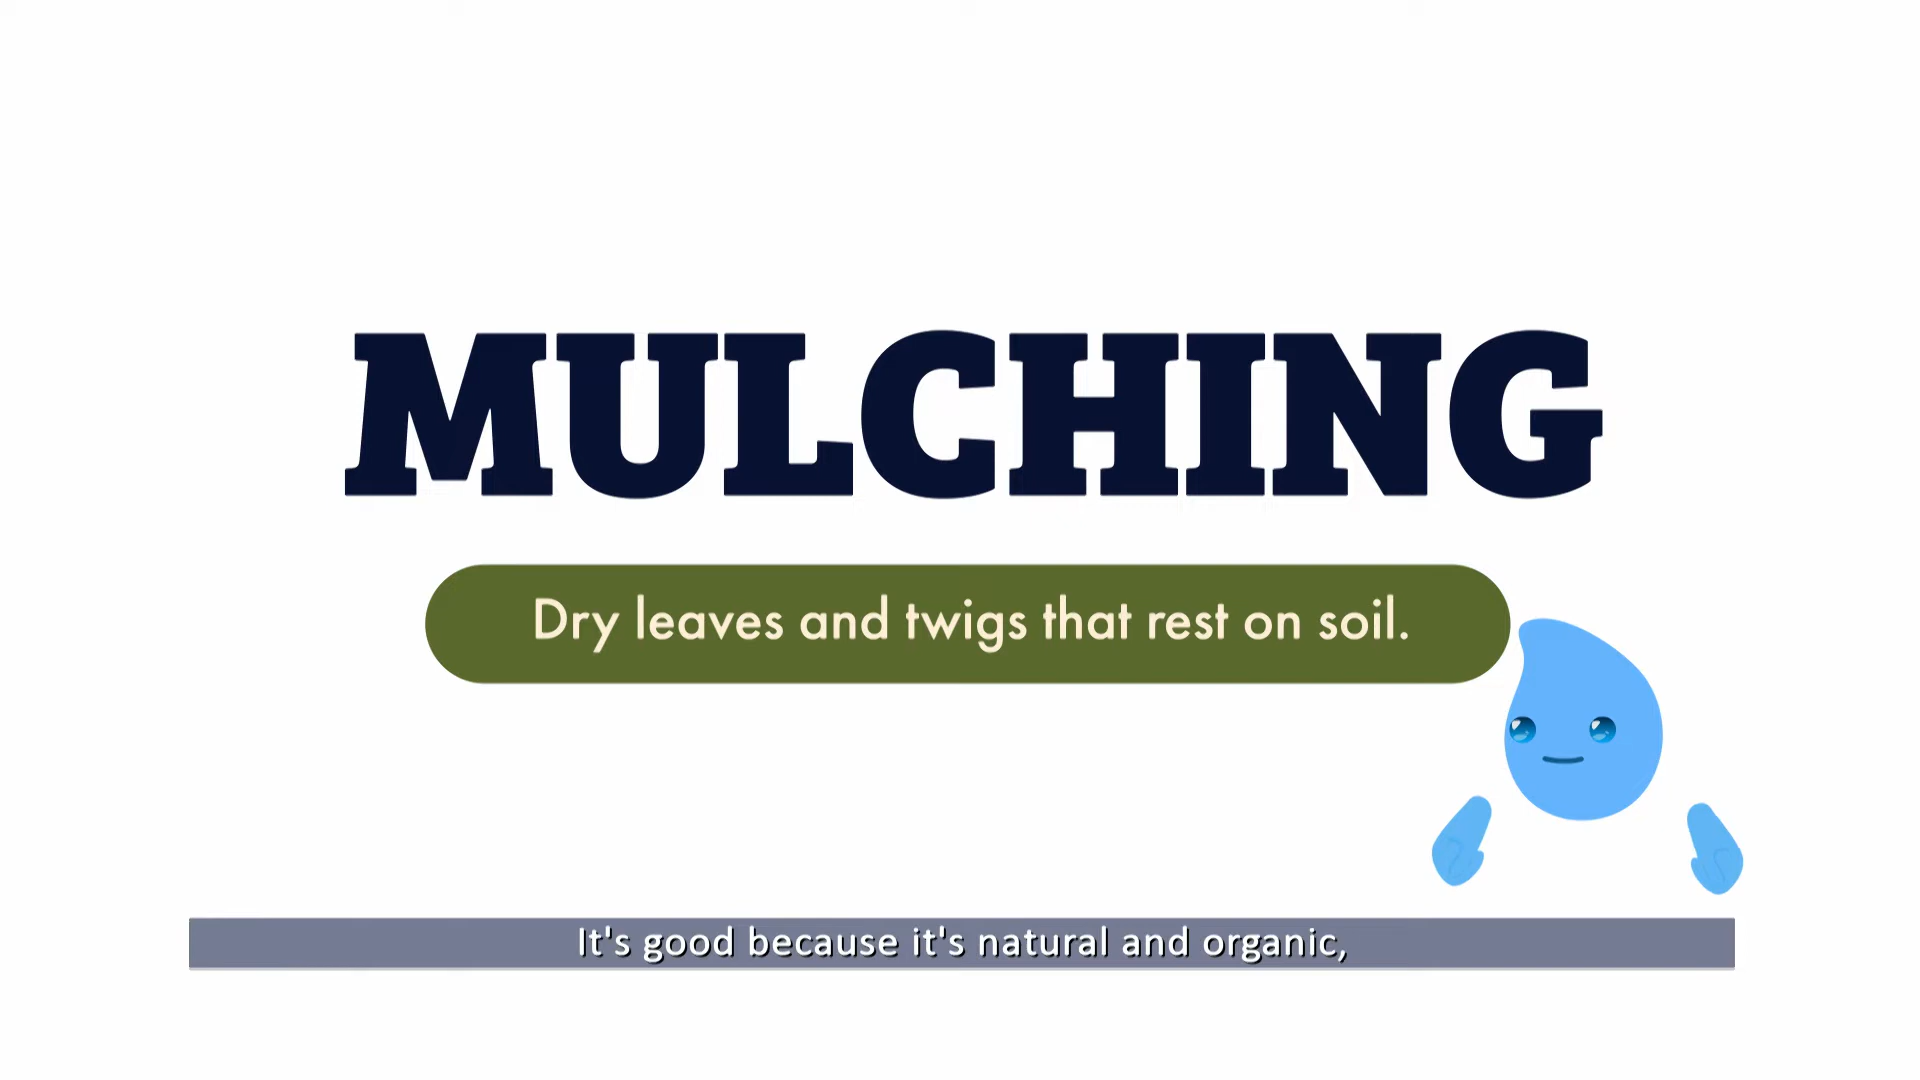 MULCHING
Dry leaves and twigs that rest on soil.
It's good because it's natural and organic,